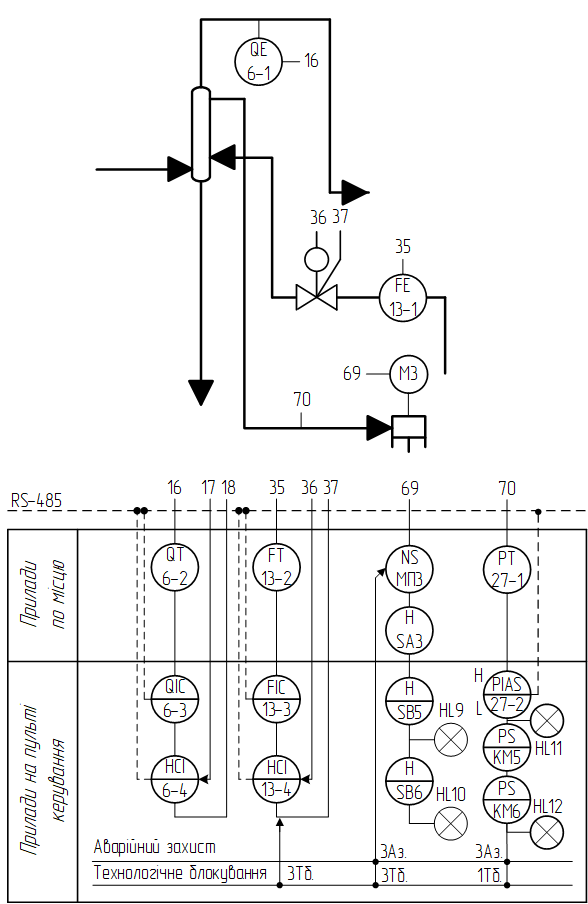 QE
6-1
16
36 37
35
FE
13-1
69
МЗ
70
RS-485
16 17 18 35 36 37 69 70
Прилади
по місцю
QT
6-2
FT
13-2
NS
МПЗ
PT
27-1
H
SA3
Прилади на пульті
керування
QIC
6-3
FIC
13-3
H
SB5
HL9
H
PIAS
27-2
L
HL11
PS
KM5
HCI
6-4
HCI
13-4
H
SB6
HL10
PS
KM6
HL12
Аварійний захист
3Аз.
3Аз.
Технологічне блокування
3Тб.
3Тб.
1Тб.